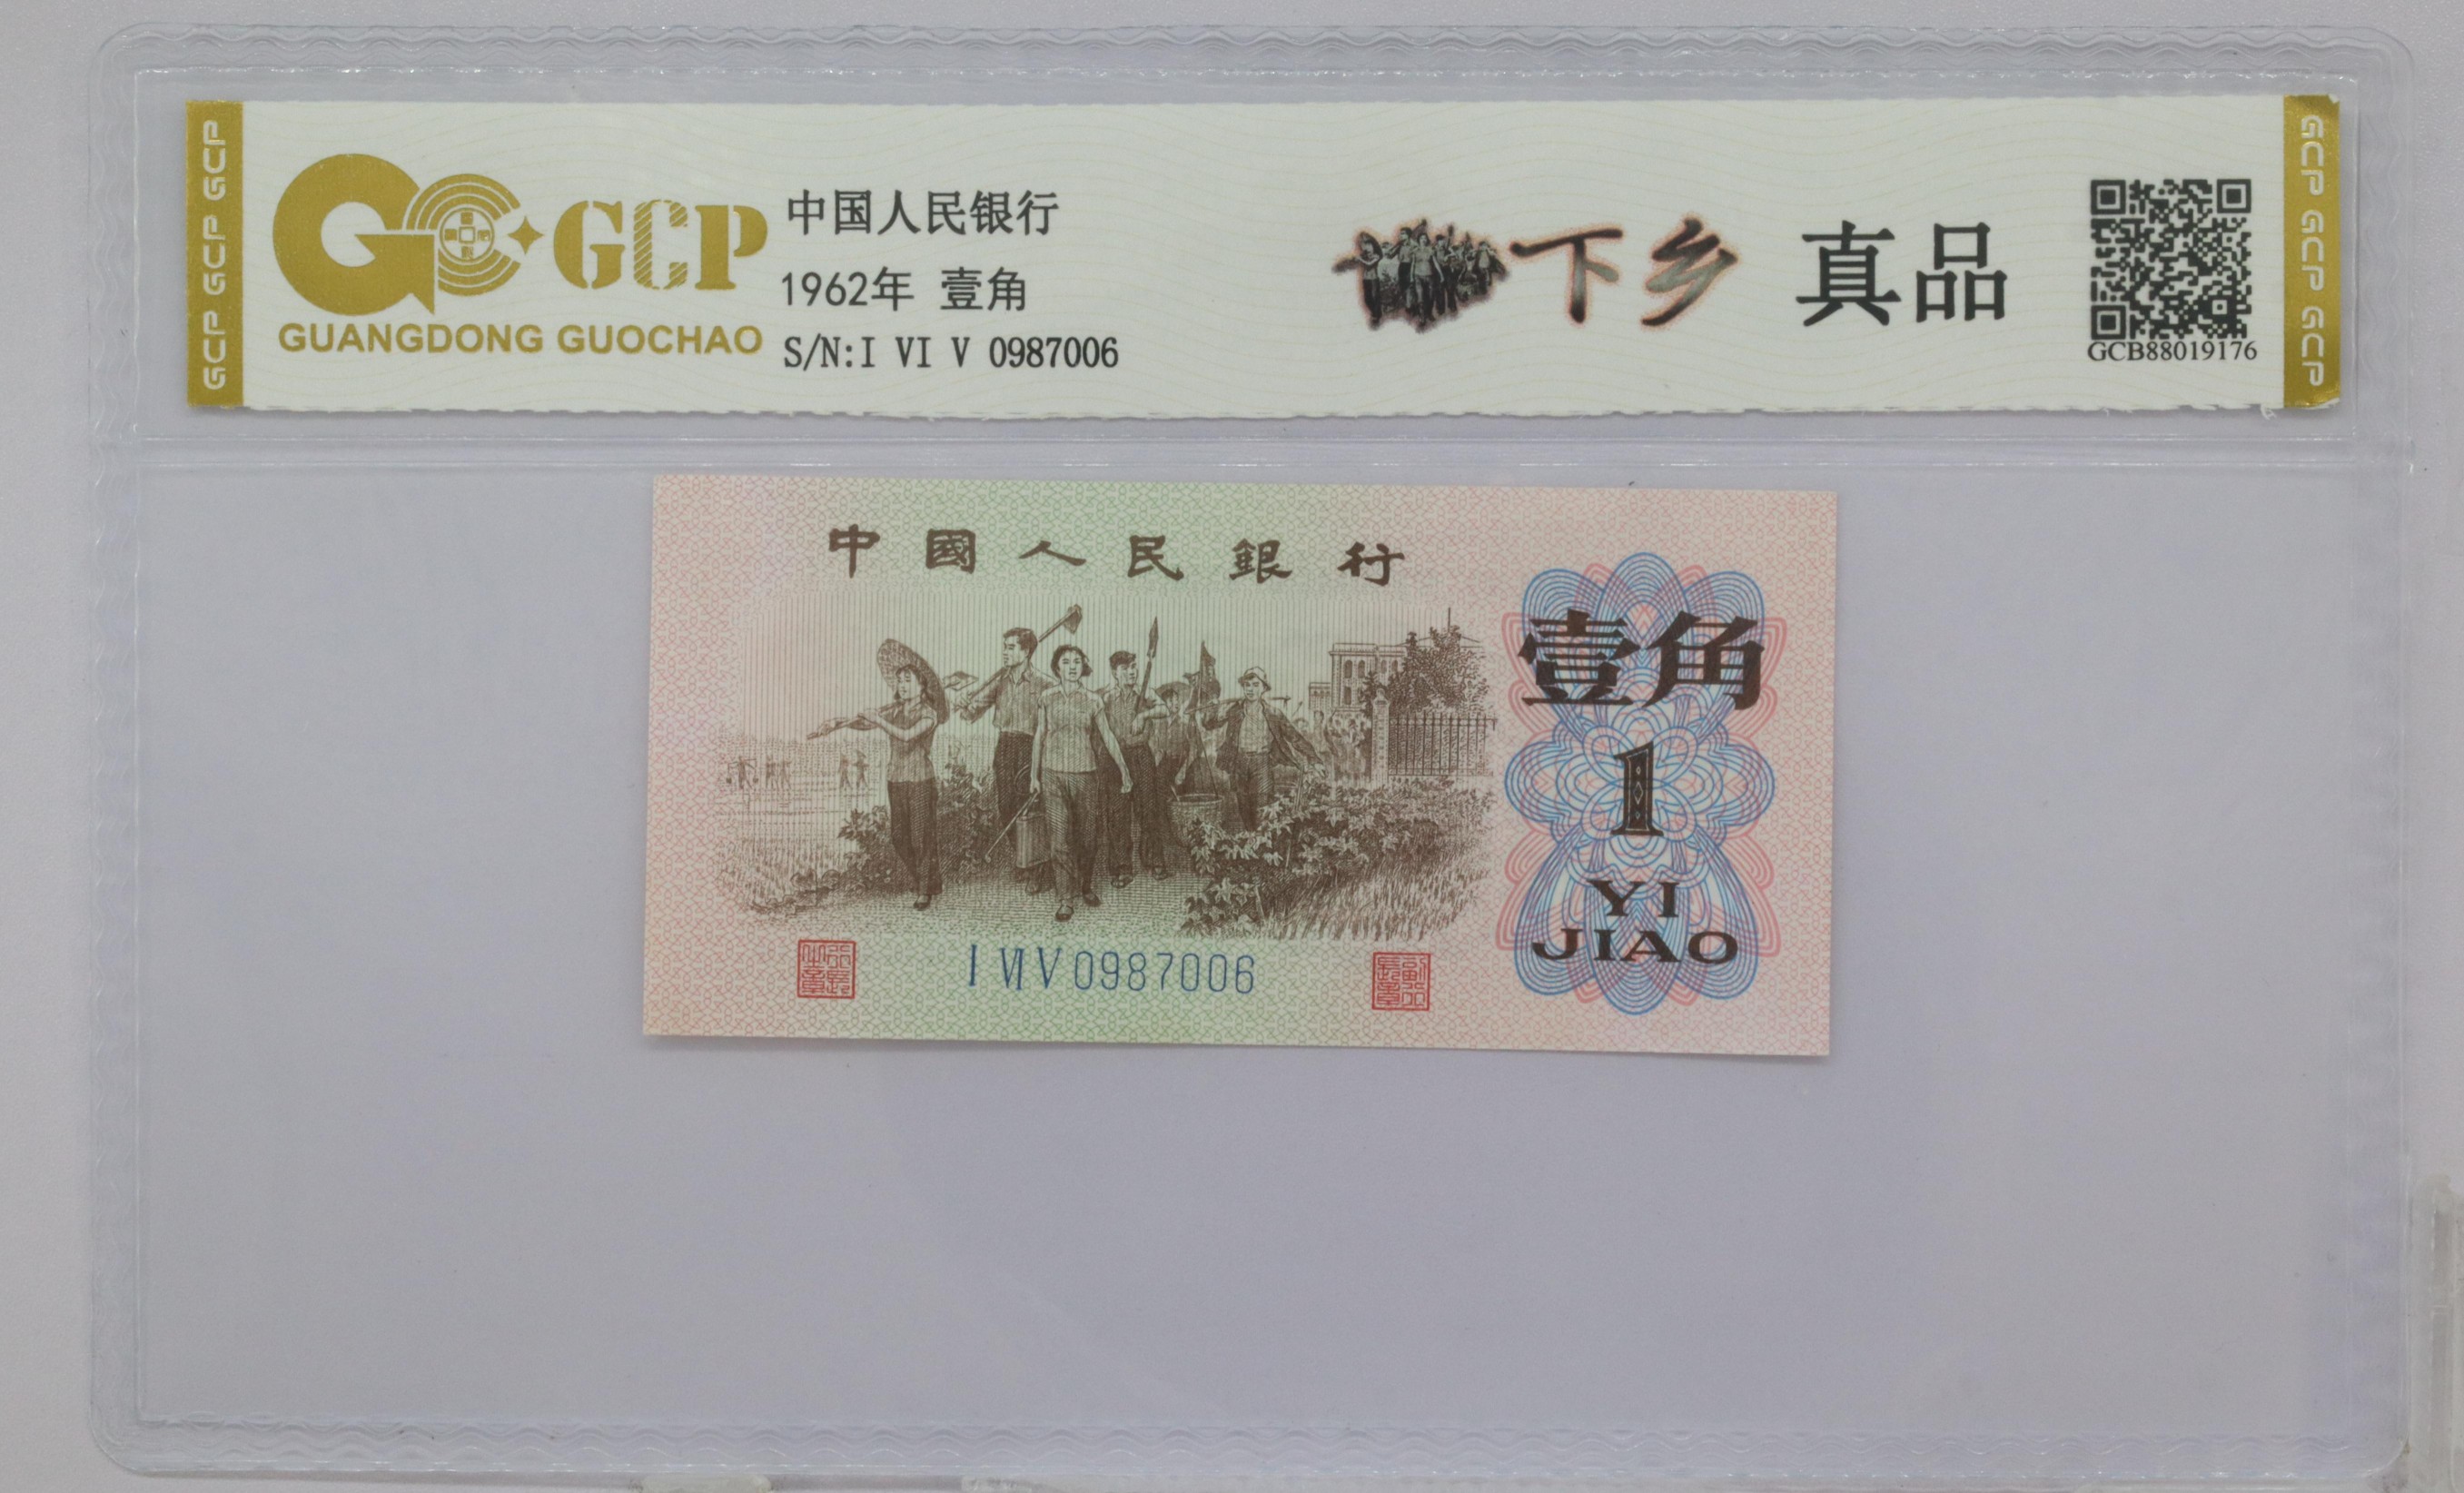 GCP GCP GCP
GCP
GUANGDONG GUOCHAO
中国人民银行
1962年 壹角
S/N:I VI V 0987006
下乡 真品
GCB88019176
GCP GCP GCP
中國人民銀行
壹角
1
YI
JIAO
I VI V 0987006